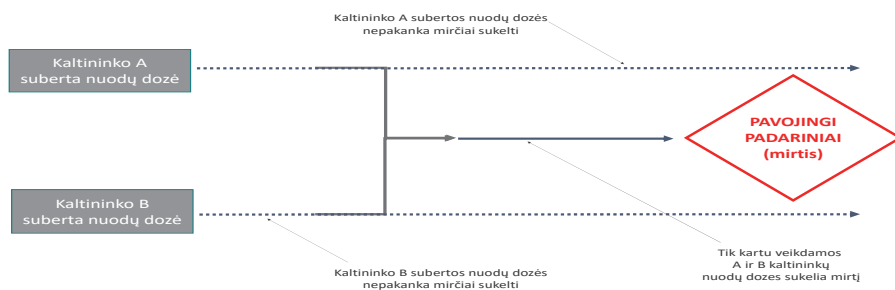 Kaltininko A subertos nuodų dozės
nepakanka mirčiai sukelti
Kaltininko A
suberta nuodų dozė
PAVOJINGI
PADARINIAI
(mirtis)
Kaltininko B
suberta nuodų dozė
Kaltininko B subertos nuodų dozės
nepakanka mirčiai sukelti
Tik kartu veikdamos
A ir B kaltininkų
nuodų dozes sukelia mirtį